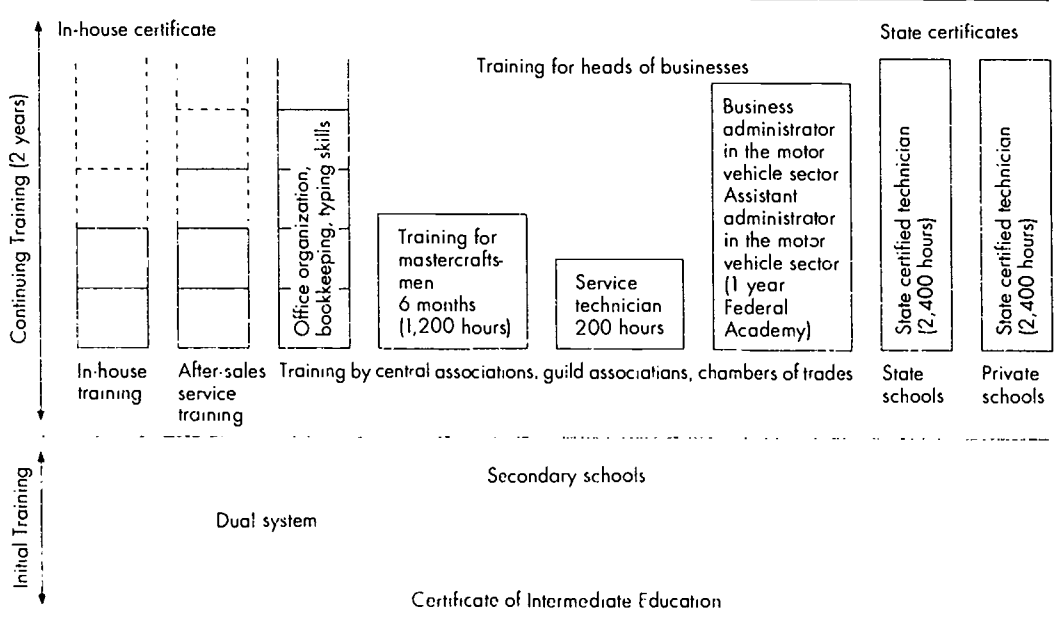 In-house certificate
State certificates
Training for heads of businesses
Continuing Training (2 years)
Office organization,
bookkeeping, typing skills
Training for
mastercrafts-
men
6 months
(1,200 hours)
Service
technician
200 hours
Business
administrator
in the motor
vehicle sector
Assistant
administrator
in the motor
vehicle sector
(1 year
Federal
Academy)
State certified technician
(2,400 hours)
State certified technician
(2,400 hours)
In-house
training
After-sales
service
training
Training by central associations, guild associations, chambers of trades
State
schools
Private
schools
Initial Training
Secondary schools
Dual system
Certificate of Intermediate Education